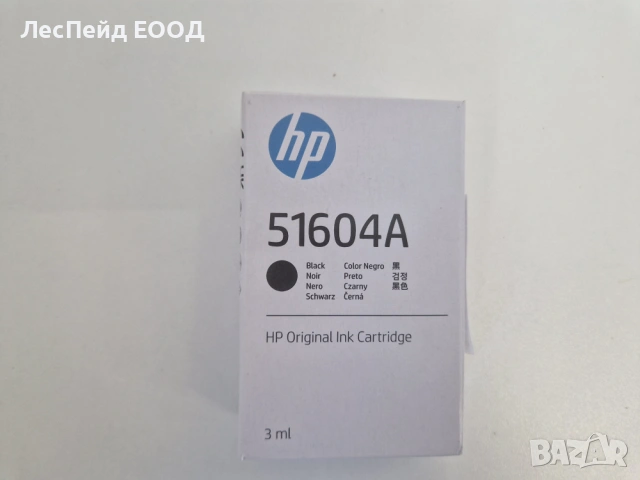 ЛесПейд ЕООД
hp
51604A
Black Color Negro 黑
Noir Preto 검정
Nero Czarny 黑色
Schwarz Černá
HP Original Ink Cartridge
3 ml
BAZAR